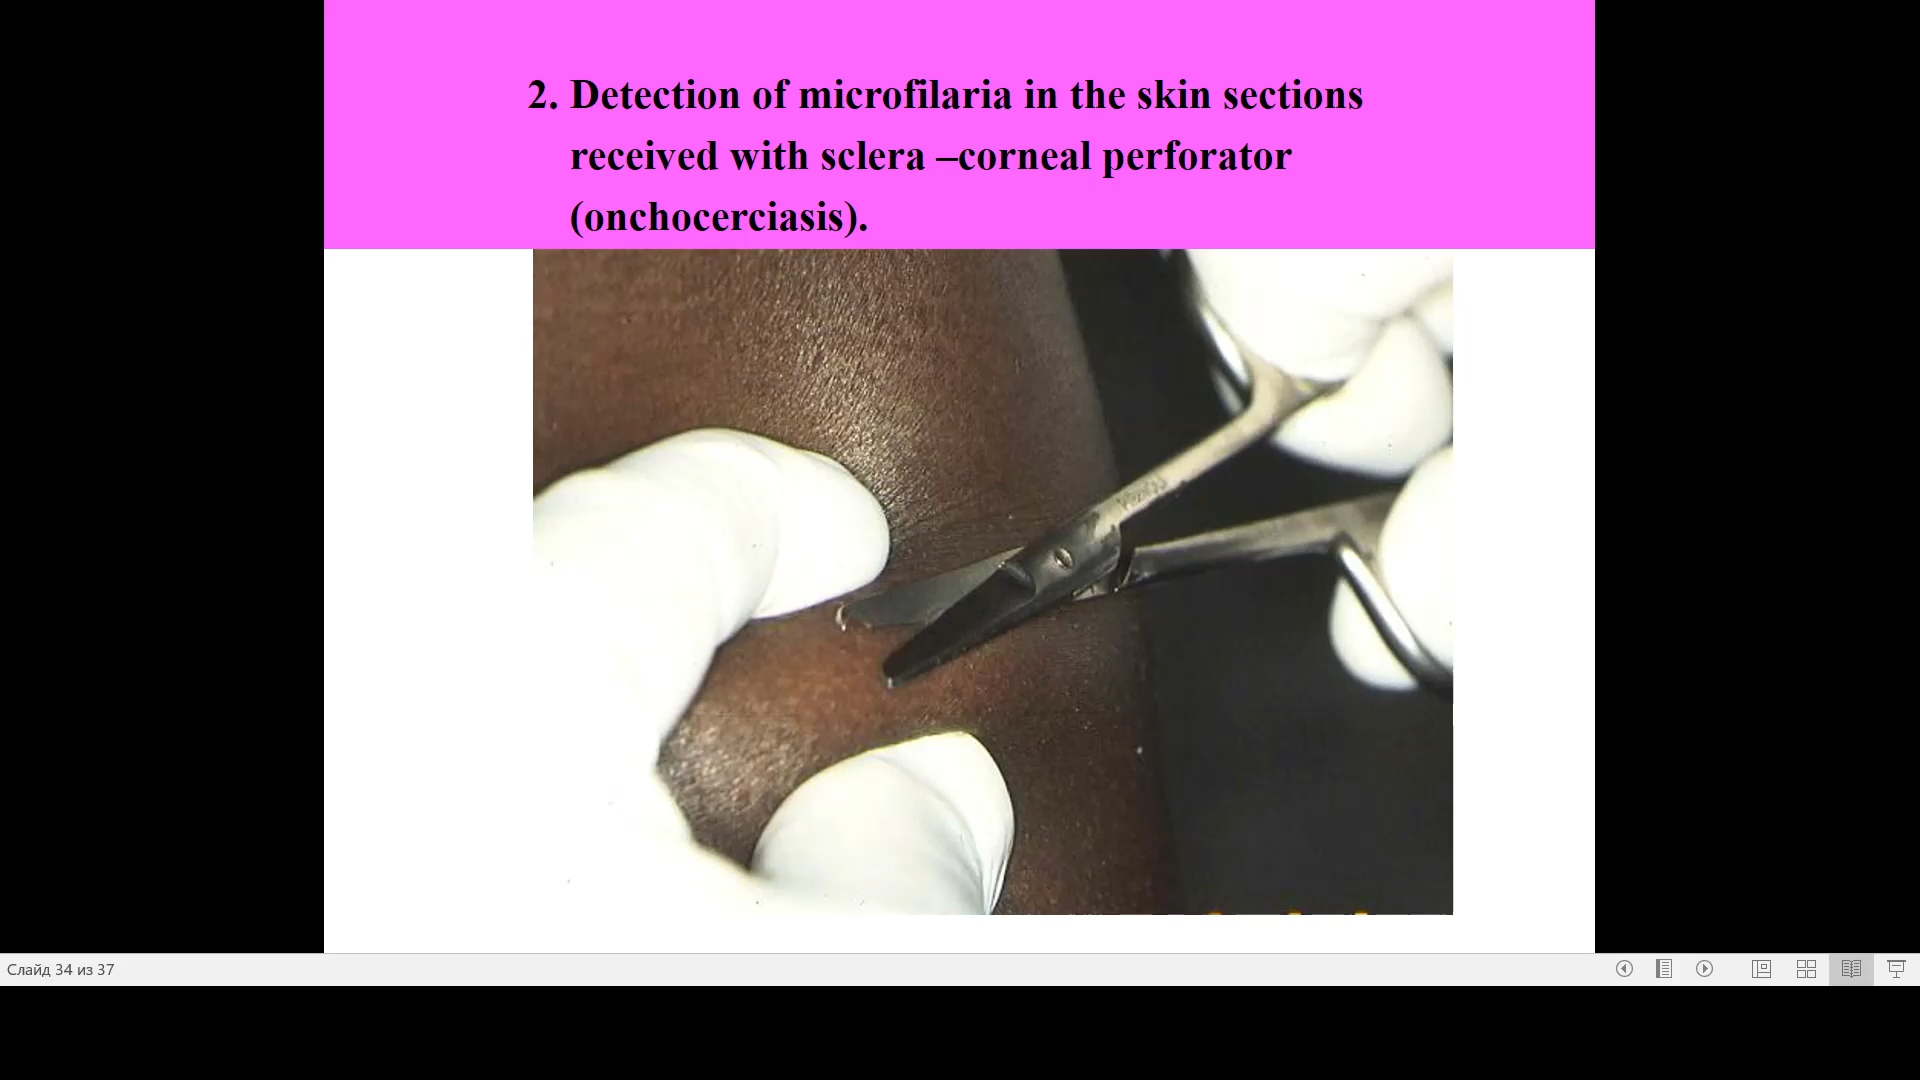 2. Detection of microfilaria in the skin sections
received with sclera –corneal perforator
(onchocerciasis).
Слайд 34 из 37